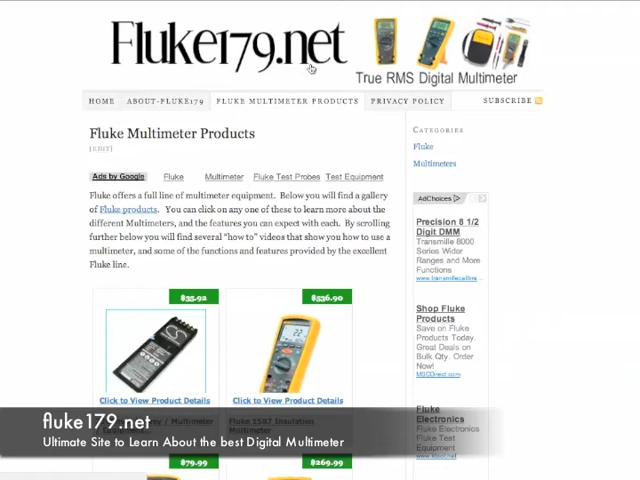 Fluke179.net
True RMS Digital Multimeter
HOME ABOUT-FLUKE179 FLUKE MULTIMETER PRODUCTS PRIVACY POLICY SUBSCRIBE
Fluke Multimeter Products
[EDIT]
Ads by Google Fluke Multimeter Fluke Test Probes Test Equipment
Fluke offers a full line of multimeter equipment. Below you will find a gallery
of Fluke products. You can click on any one of these to learn more about the
different Multimeters, and the features you can expect with each. By scrolling
further below you will find several "how to" videos that show you how to use a
multimeter, and some of the functions and features provided by the excellent
Fluke line.
$35.92
Click to View Product Details
/ Multimeter
$536.90
Click to View Product Details
Fluke 1587 Insulation
Multimeter
$79.99
$269.99
CATEGORIES
Fluke
Multimeters
AdChoices
Precision 8 1/2
Digit DMM
Transmille 8000
Series Wider
Ranges and More
Functions
Shop Fluke
Products
Save on Fluke
Products Today.
Great Deals on
Bulk Qty. Order
Now!
MSCDirect.com
Fluke
Electronics
Fluke Electronics
Fluke Test
Equipment
fluke179.net
Ultimate Site to Learn About the best Digital Multimeter